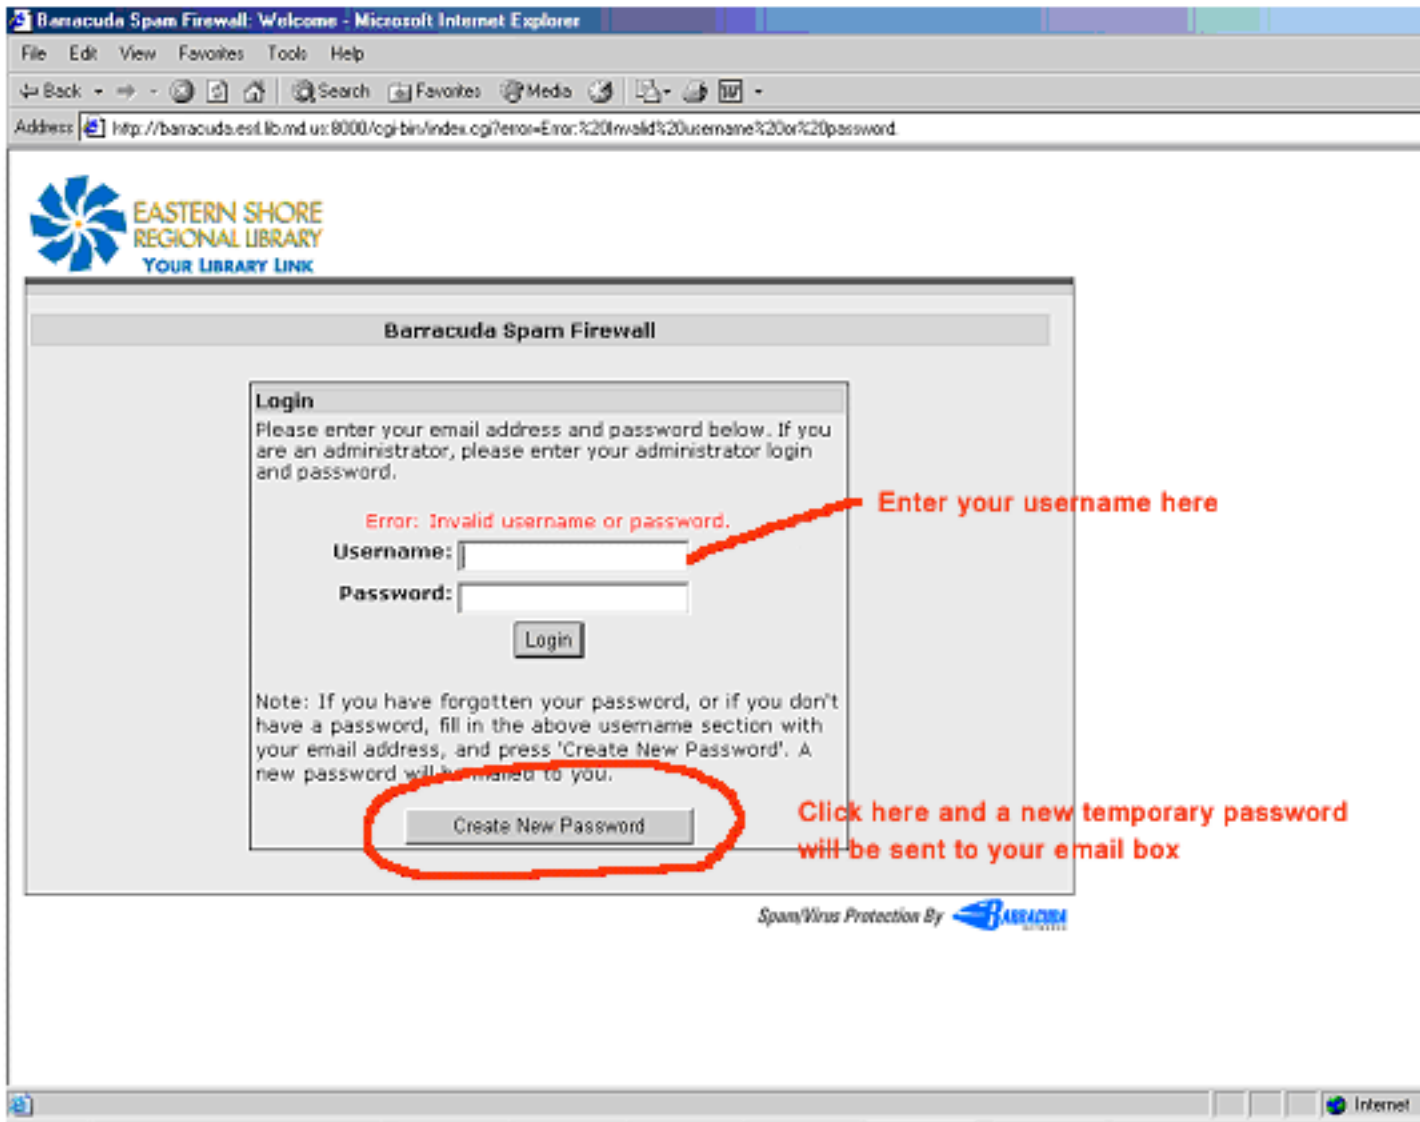 Barracuda Spam Firewall: Welcome - Microsoft Internet Explorer
File Edit View Favorites Tools Help
Back Search Favorites Media
Address http://barracuda.esrl.lib.md.us:8000/cgi-bin/index.cgi?error=Error:%20Invalid%20username%20or%20password.
EASTERN SHORE
REGIONAL LIBRARY
YOUR LIBRARY LINK
Barracuda Spam Firewall
Login
Please enter your email address and password below. If you
are an administrator, please enter your administrator login
and password.
Enter your username here
Error: Invalid username or password.
Username:
Password:
Login
Note: If you have forgotten your password, or if you don't
have a password, fill in the above username section with
your email address, and press 'Create New Password'. A
new password will be mailed to you.
Click here and a new temporary password
will be sent to your email box
Create New Password
Spam/Virus Protection By BARRACUDA
NETWORKS
Internet